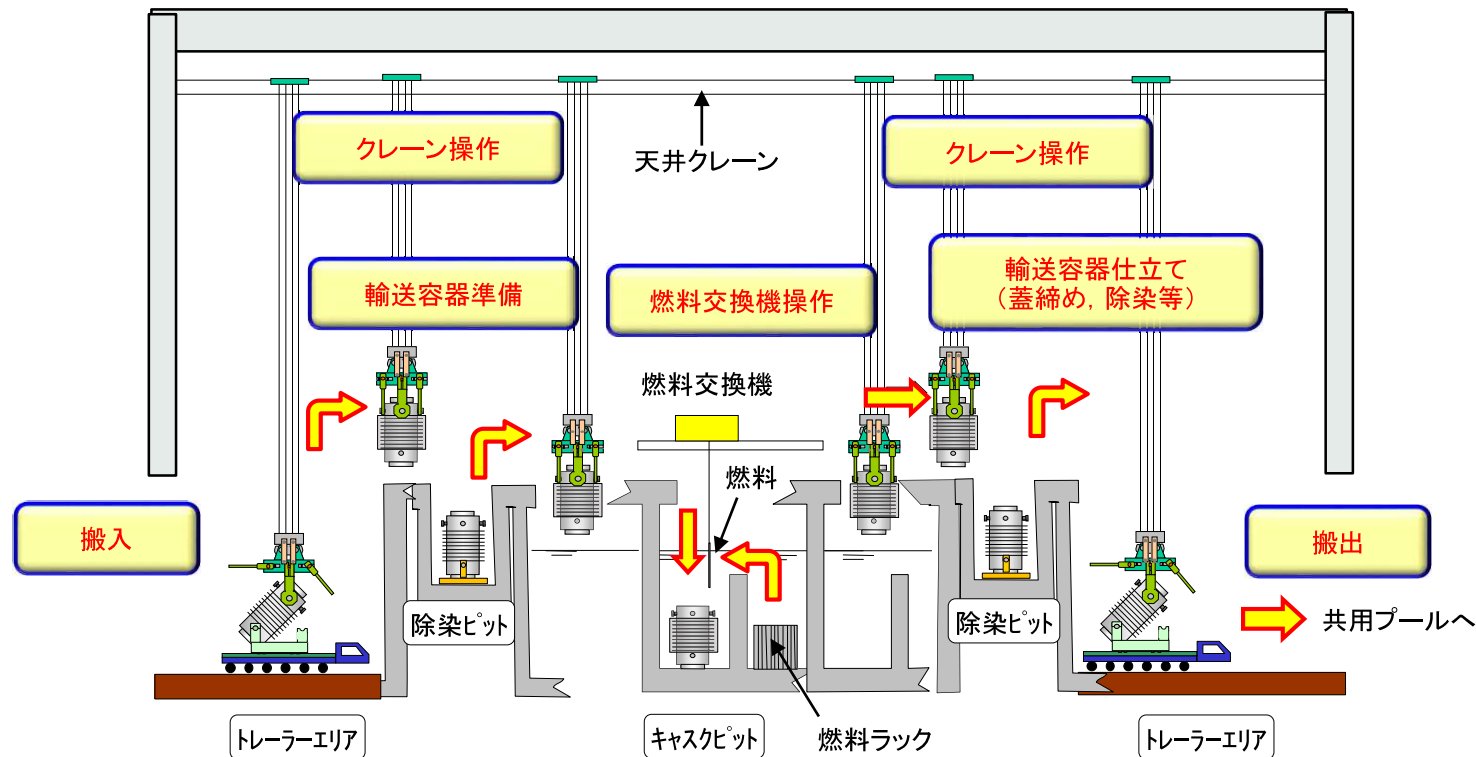 クレーン操作
クレーン操作
天井クレーン
輸送容器準備
燃料交換機操作
輸送容器仕立て
（蓋締め，除染等）
燃料交換機
燃料
搬入
搬出
除染ピット
除染ピット
共用プールへ
トレーラーエリア
キャスクピット
燃料ラック
トレーラーエリア